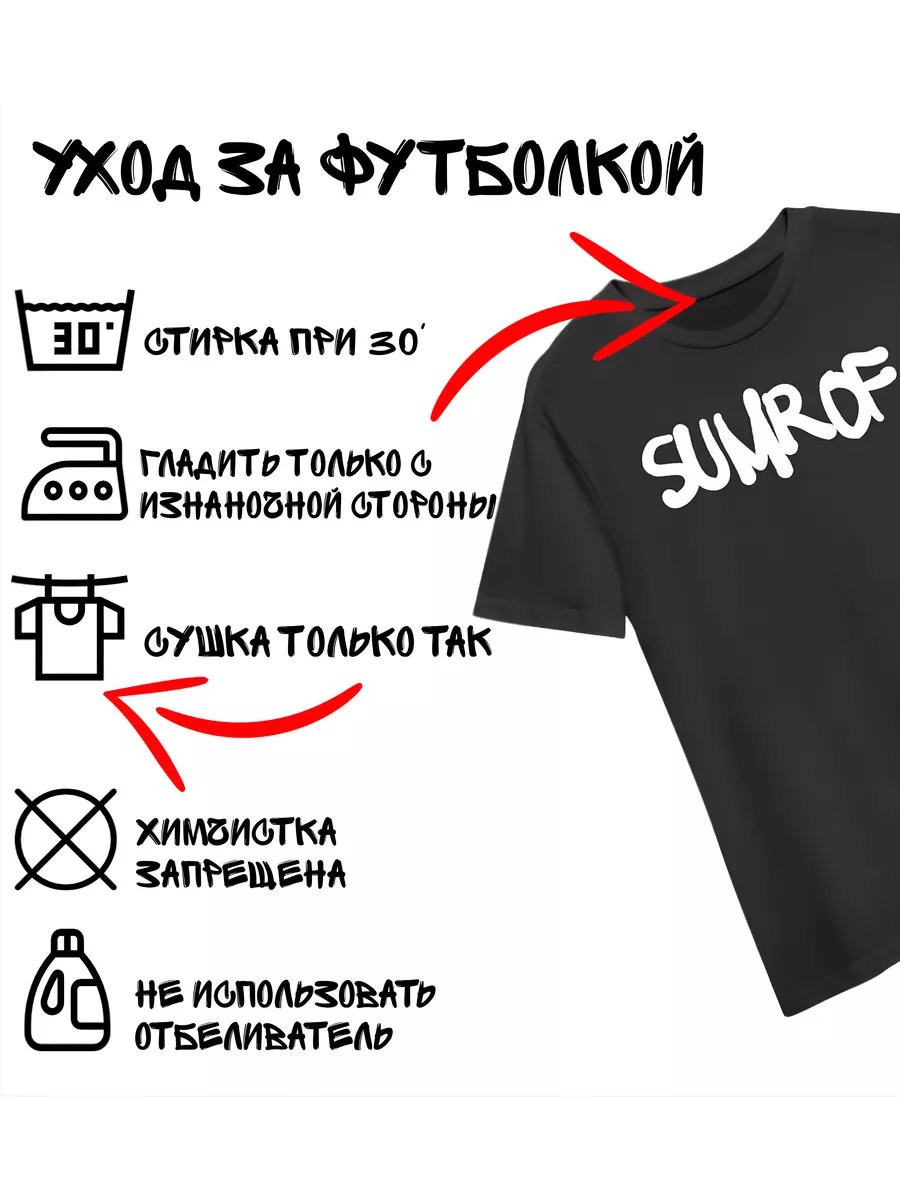 УХОД ЗА ФУТБОЛКОЙ
30°
СТИРКА ПРИ 30°
ГЛАДИТЬ ТОЛЬКО С
ИЗНАНОЧНОЙ СТОРОНЫ
SUMROF
СУШКА ТОЛЬКО ТАК
ХИМЧИСТКА
ЗАПРЕЩЕНА
НЕ ИСПОЛЬЗОВАТЬ
ОТБЕЛИВАТЕЛЬ